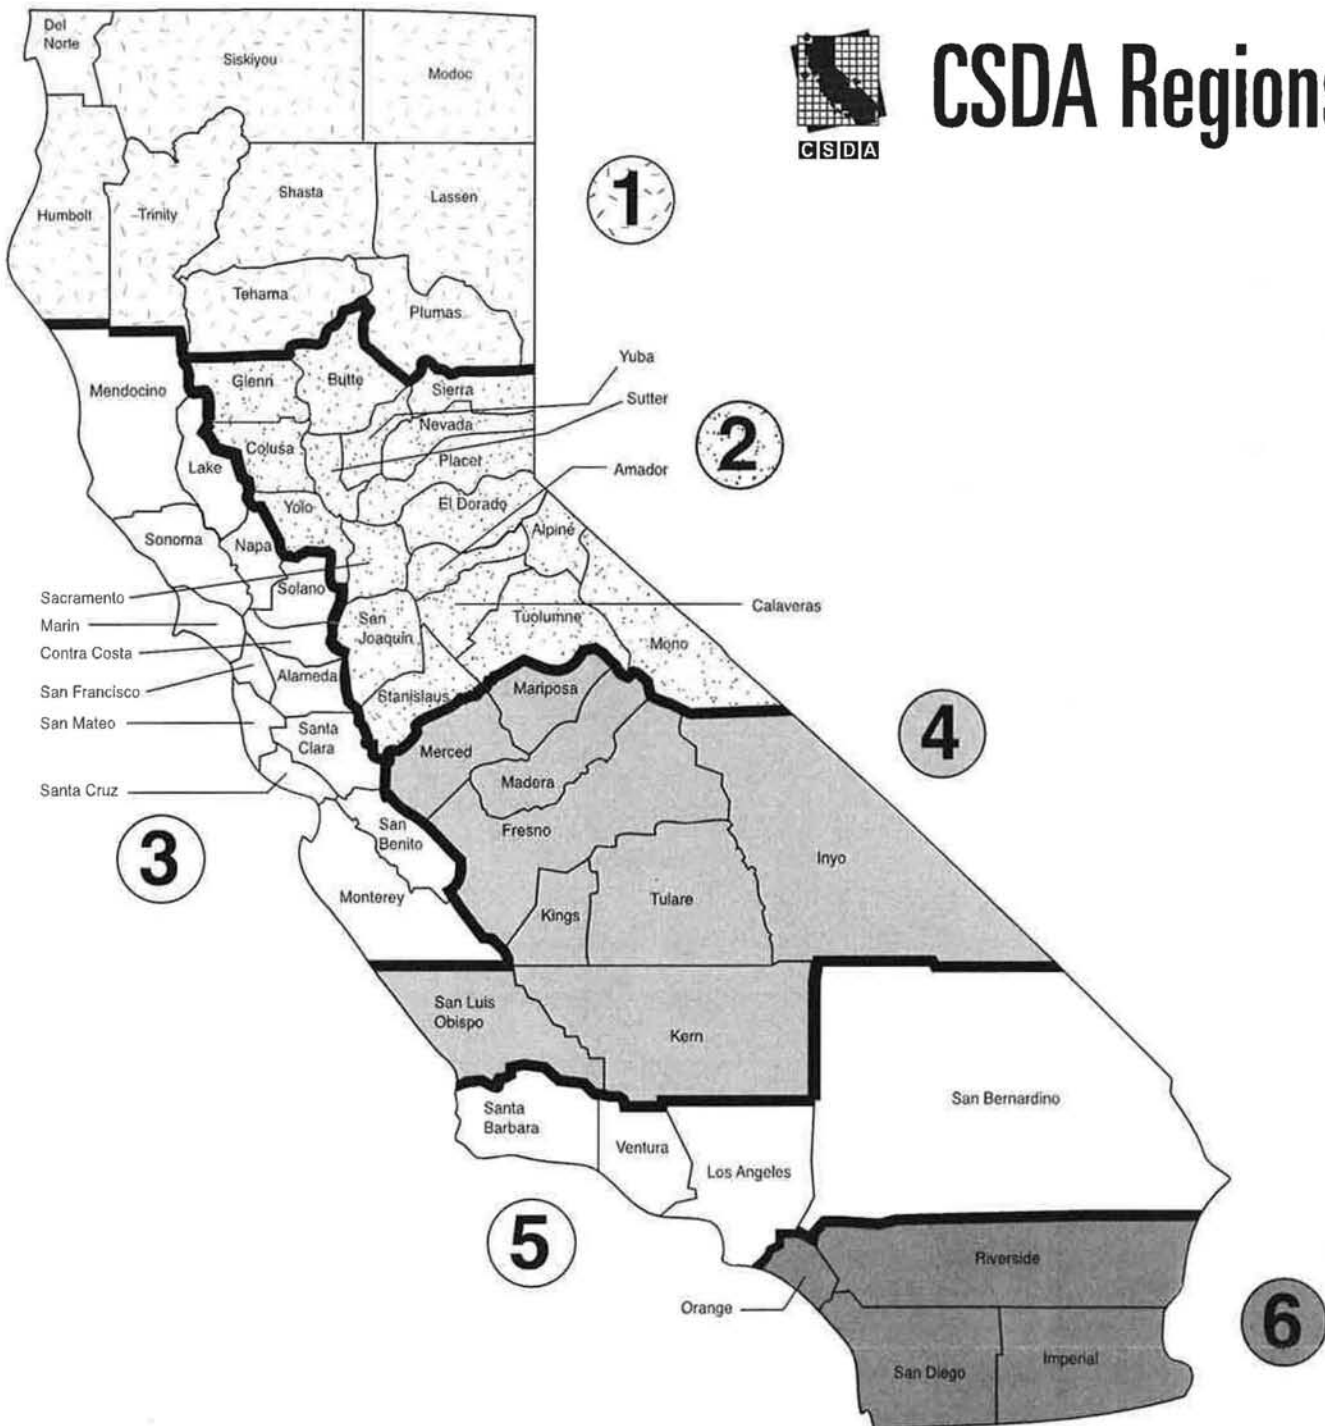 CSDA Regions
CSDA
Del
Norte
Siskiyou
Modoc
Humbolt
Trinity
Shasta
Lassen
1
Tehama
Plumas
Mendocino
Glenn
Butte
Sierra
Yuba
Sutter
Nevada
2
Colusa
Placer
Lake
Amador
Yolo
El Dorado
Alpine
Sonoma
Napa
Solano
Sacramento
Calaveras
Marin
San
Joaquin
Tuolumne
Mono
Contra Costa
Alameda
San Francisco
Stanislaus
Mariposa
San Mateo
Santa
Clara
Merced
4
Santa Cruz
Madera
San
Benito
Fresno
3
Inyo
Monterey
Kings
Tulare
San Luis
Obispo
Kern
Santa
Barbara
San Bernardino
Ventura
Los Angeles
5
Riverside
Orange
6
San Diego
Imperial